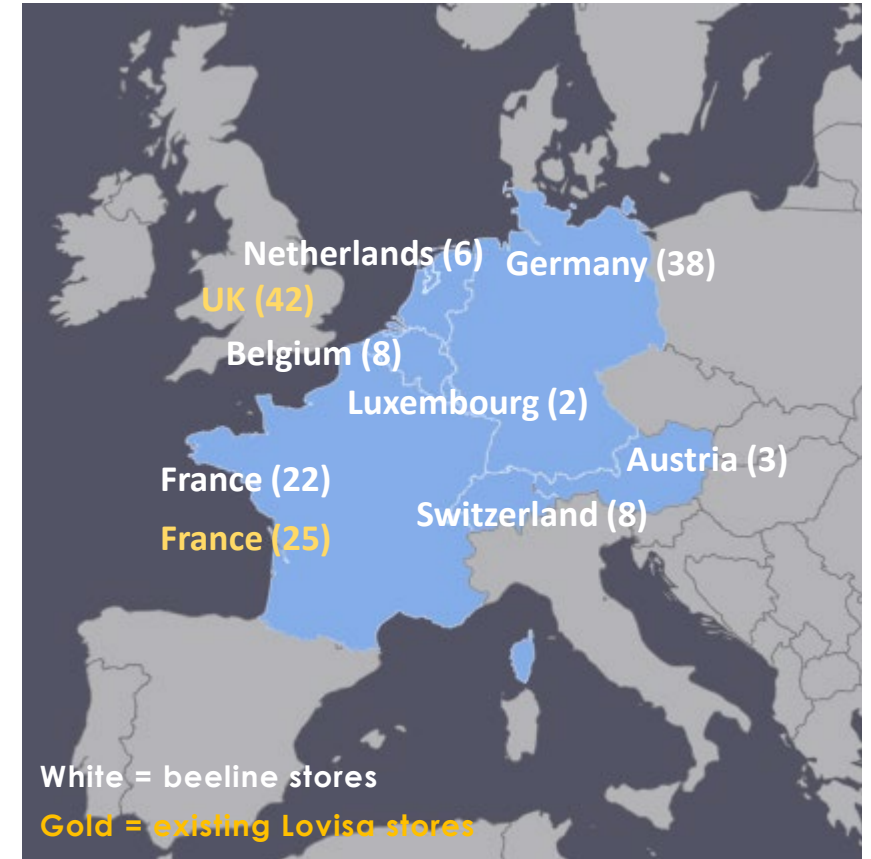 Netherlands (6)
Germany (38)
UK (42)
Belgium (8)
Luxembourg (2)
Austria (3)
France (22)
Switzerland (8)
France (25)
White = beeline stores
Gold = existing Lovisa stores